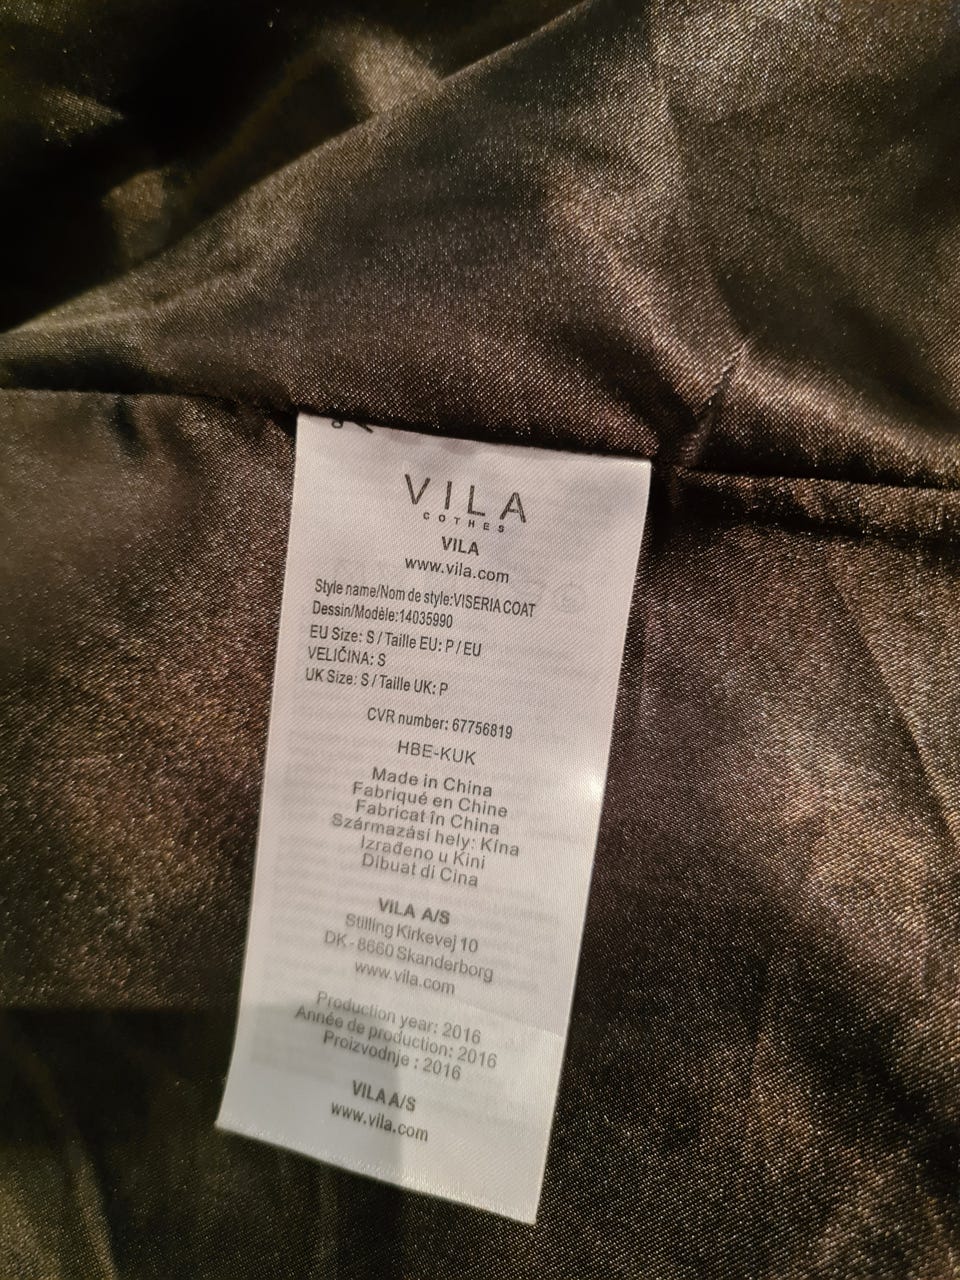 VILA
COTHES
VILA
www.vila.com
Style name/Nom de style:VISERIA COAT
Dessin/Modèle:14035990
EU Size: S / Taille EU: P / EU
VELIČINA: S
UK Size: S / Taille UK: P
CVR number: 67756819
HBE-KUK
Made in China
Fabriqué en Chine
Fabricat în China
Származási hely: Kína
Izrađeno u Kini
Dibuat di Cina
VILA A/S
Stilling Kirkevej 10
DK - 8660 Skanderborg
www.vila.com
Production year: 2016
Année de production: 2016
Proizvodnje : 2016
VILA A/S
www.vila.com